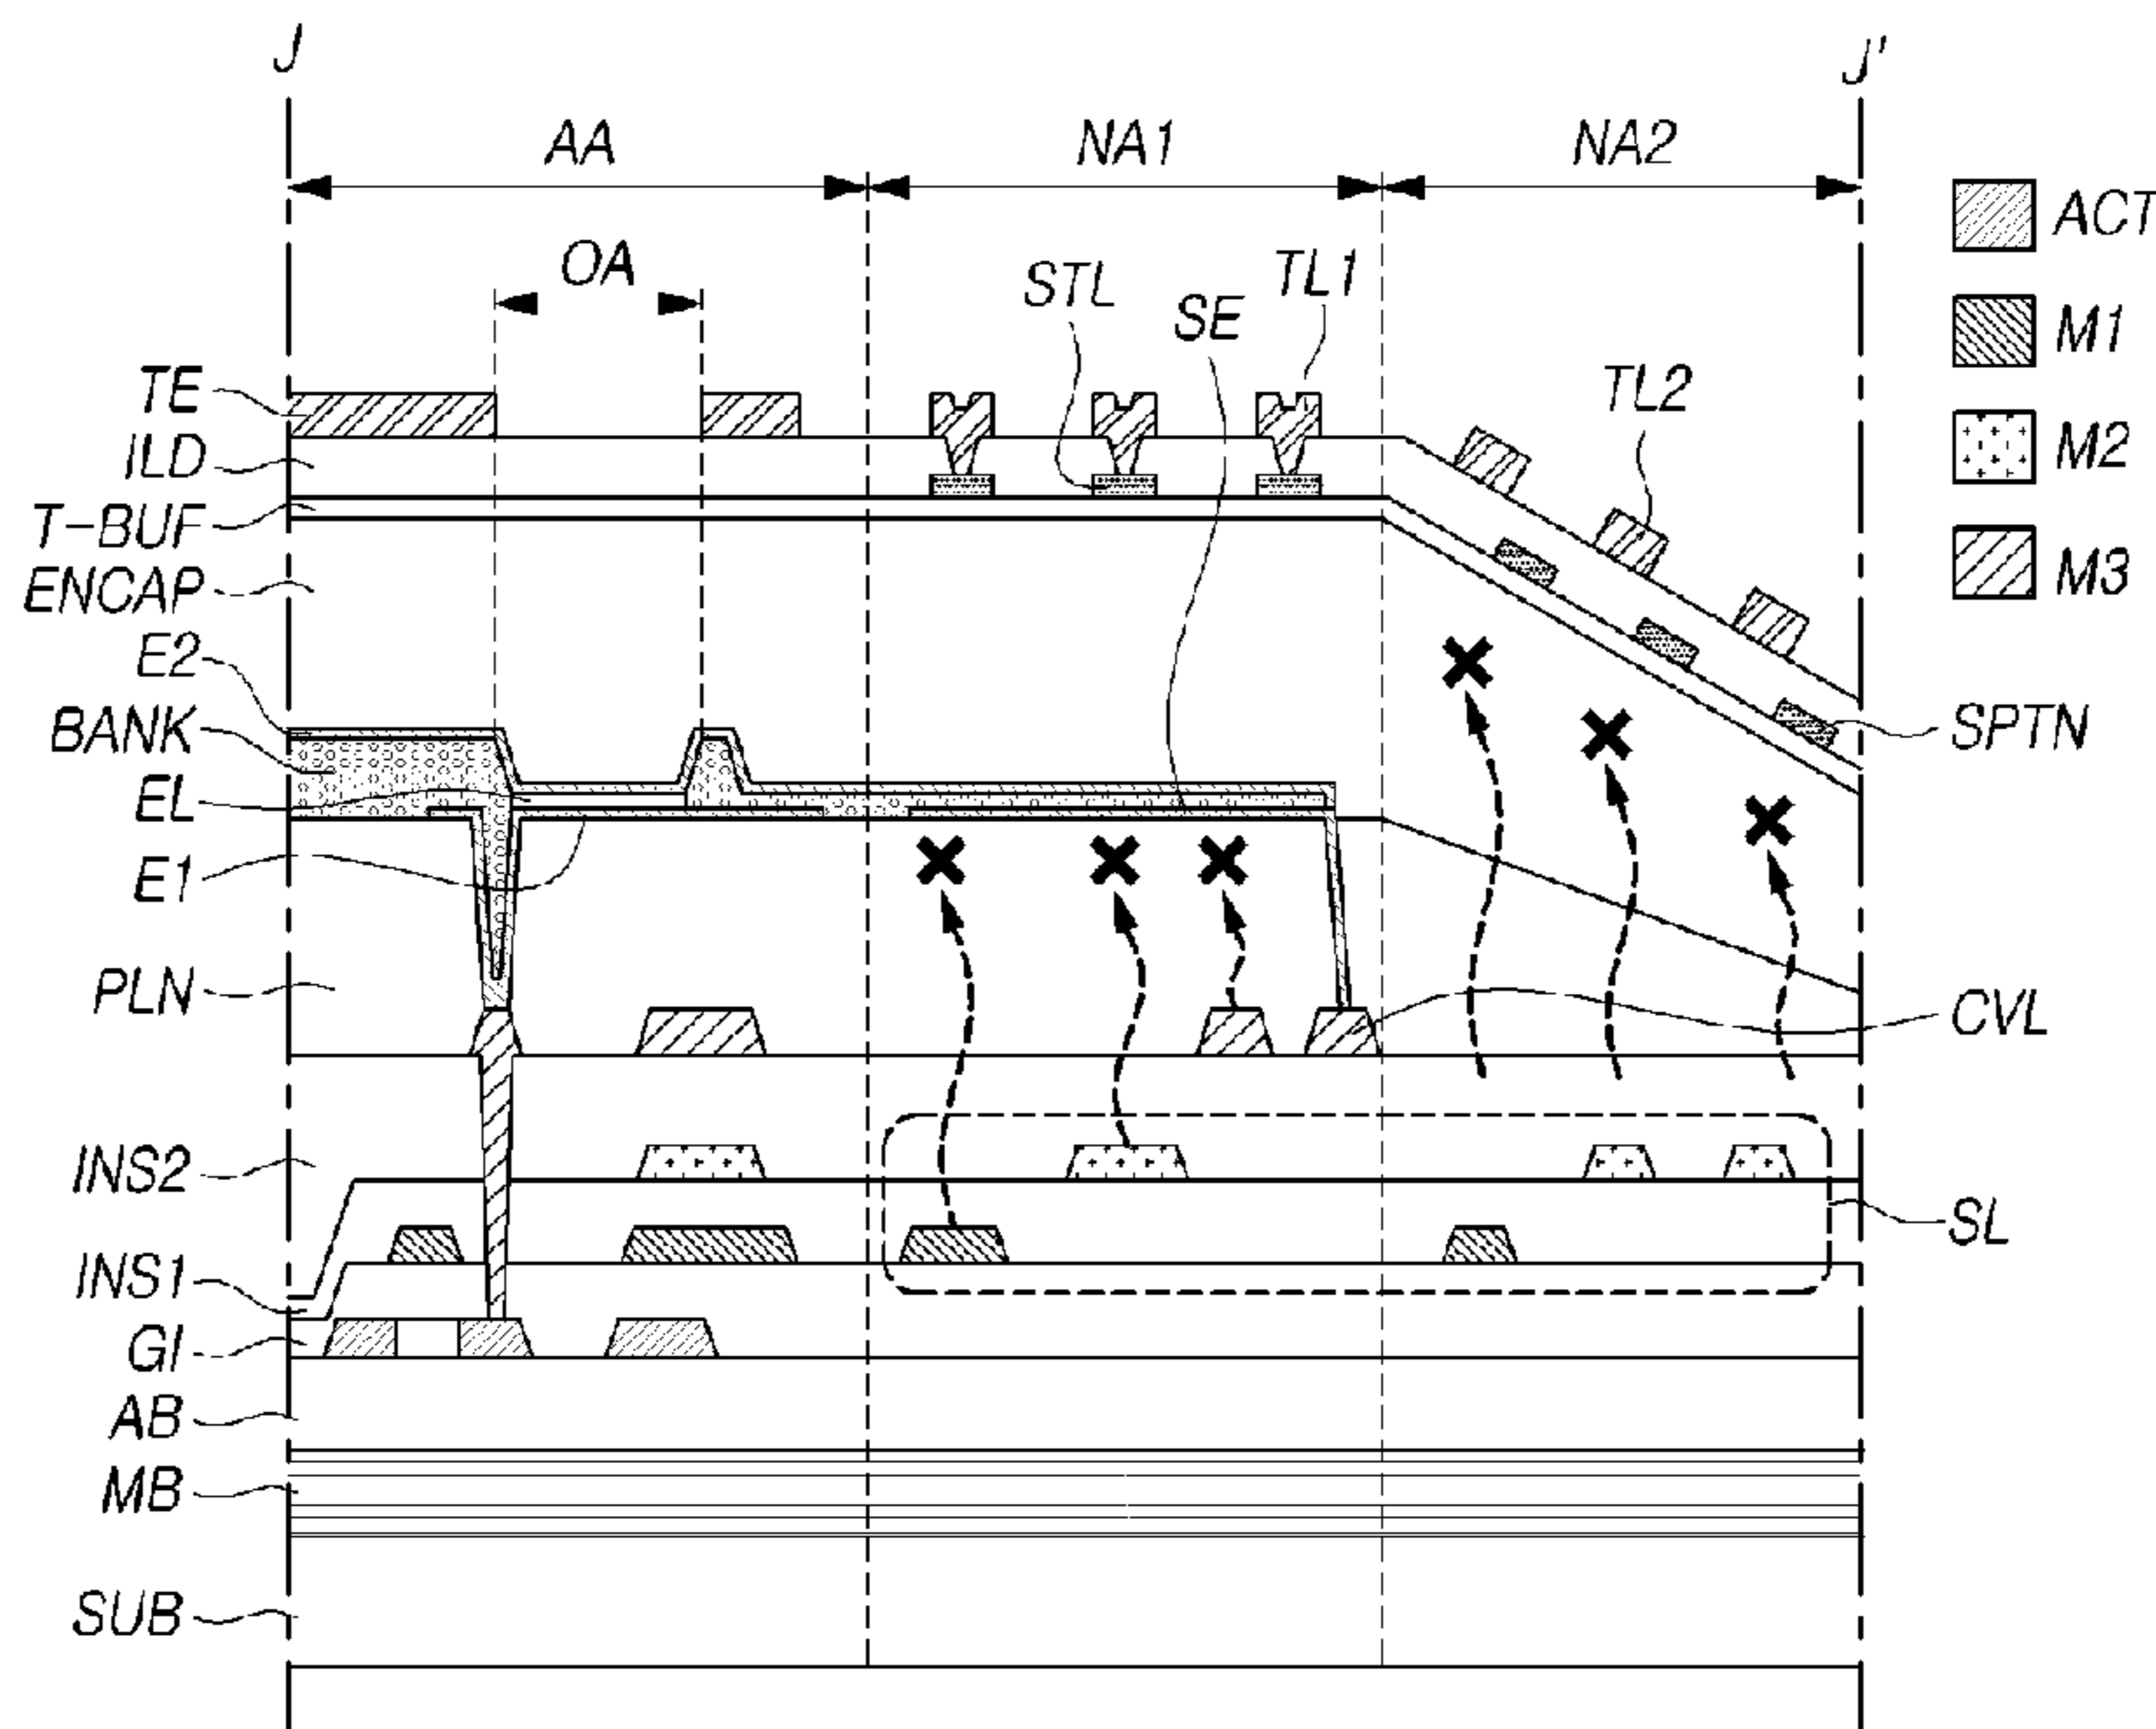 J
J'
AA
NA1
NA2
ACT
OA
STL
TL1
SE
M1
TE
TL2
ILD
M2
T-BUF
ENCAP
M3
E2
BANK
SPTN
EL
E1
PLN
CVL
INS2
SL
INS1
GI
AB
MB
SUB